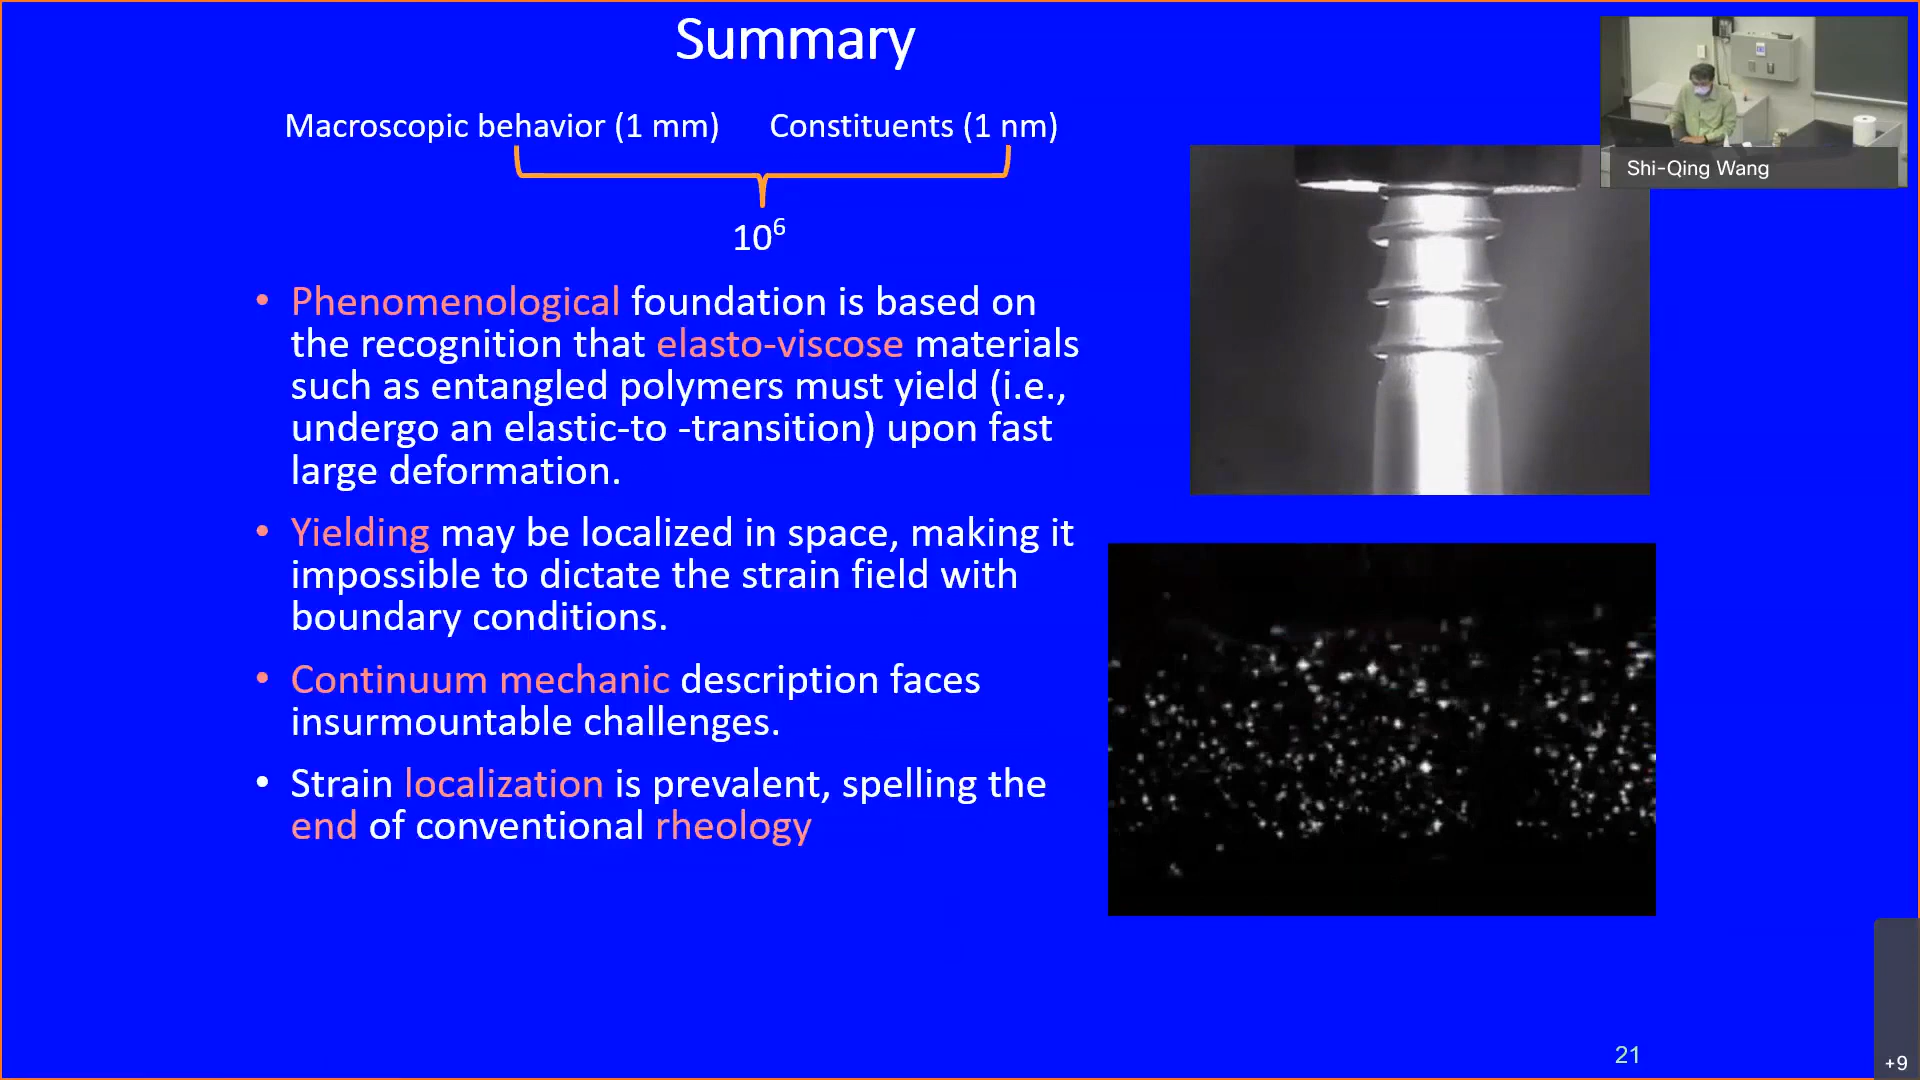 Summary
Macroscopic behavior (1 mm) Constituents (1 nm)
10⁶
• Phenomenological foundation is based on
the recognition that elasto-viscose materials
such as entangled polymers must yield (i.e.,
undergo an elastic-to -transition) upon fast
large deformation.
• Yielding may be localized in space, making it
impossible to dictate the strain field with
boundary conditions.
• Continuum mechanic description faces
insurmountable challenges.
• Strain localization is prevalent, spelling the
end of conventional rheology
Shi-Qing Wang
21
+9